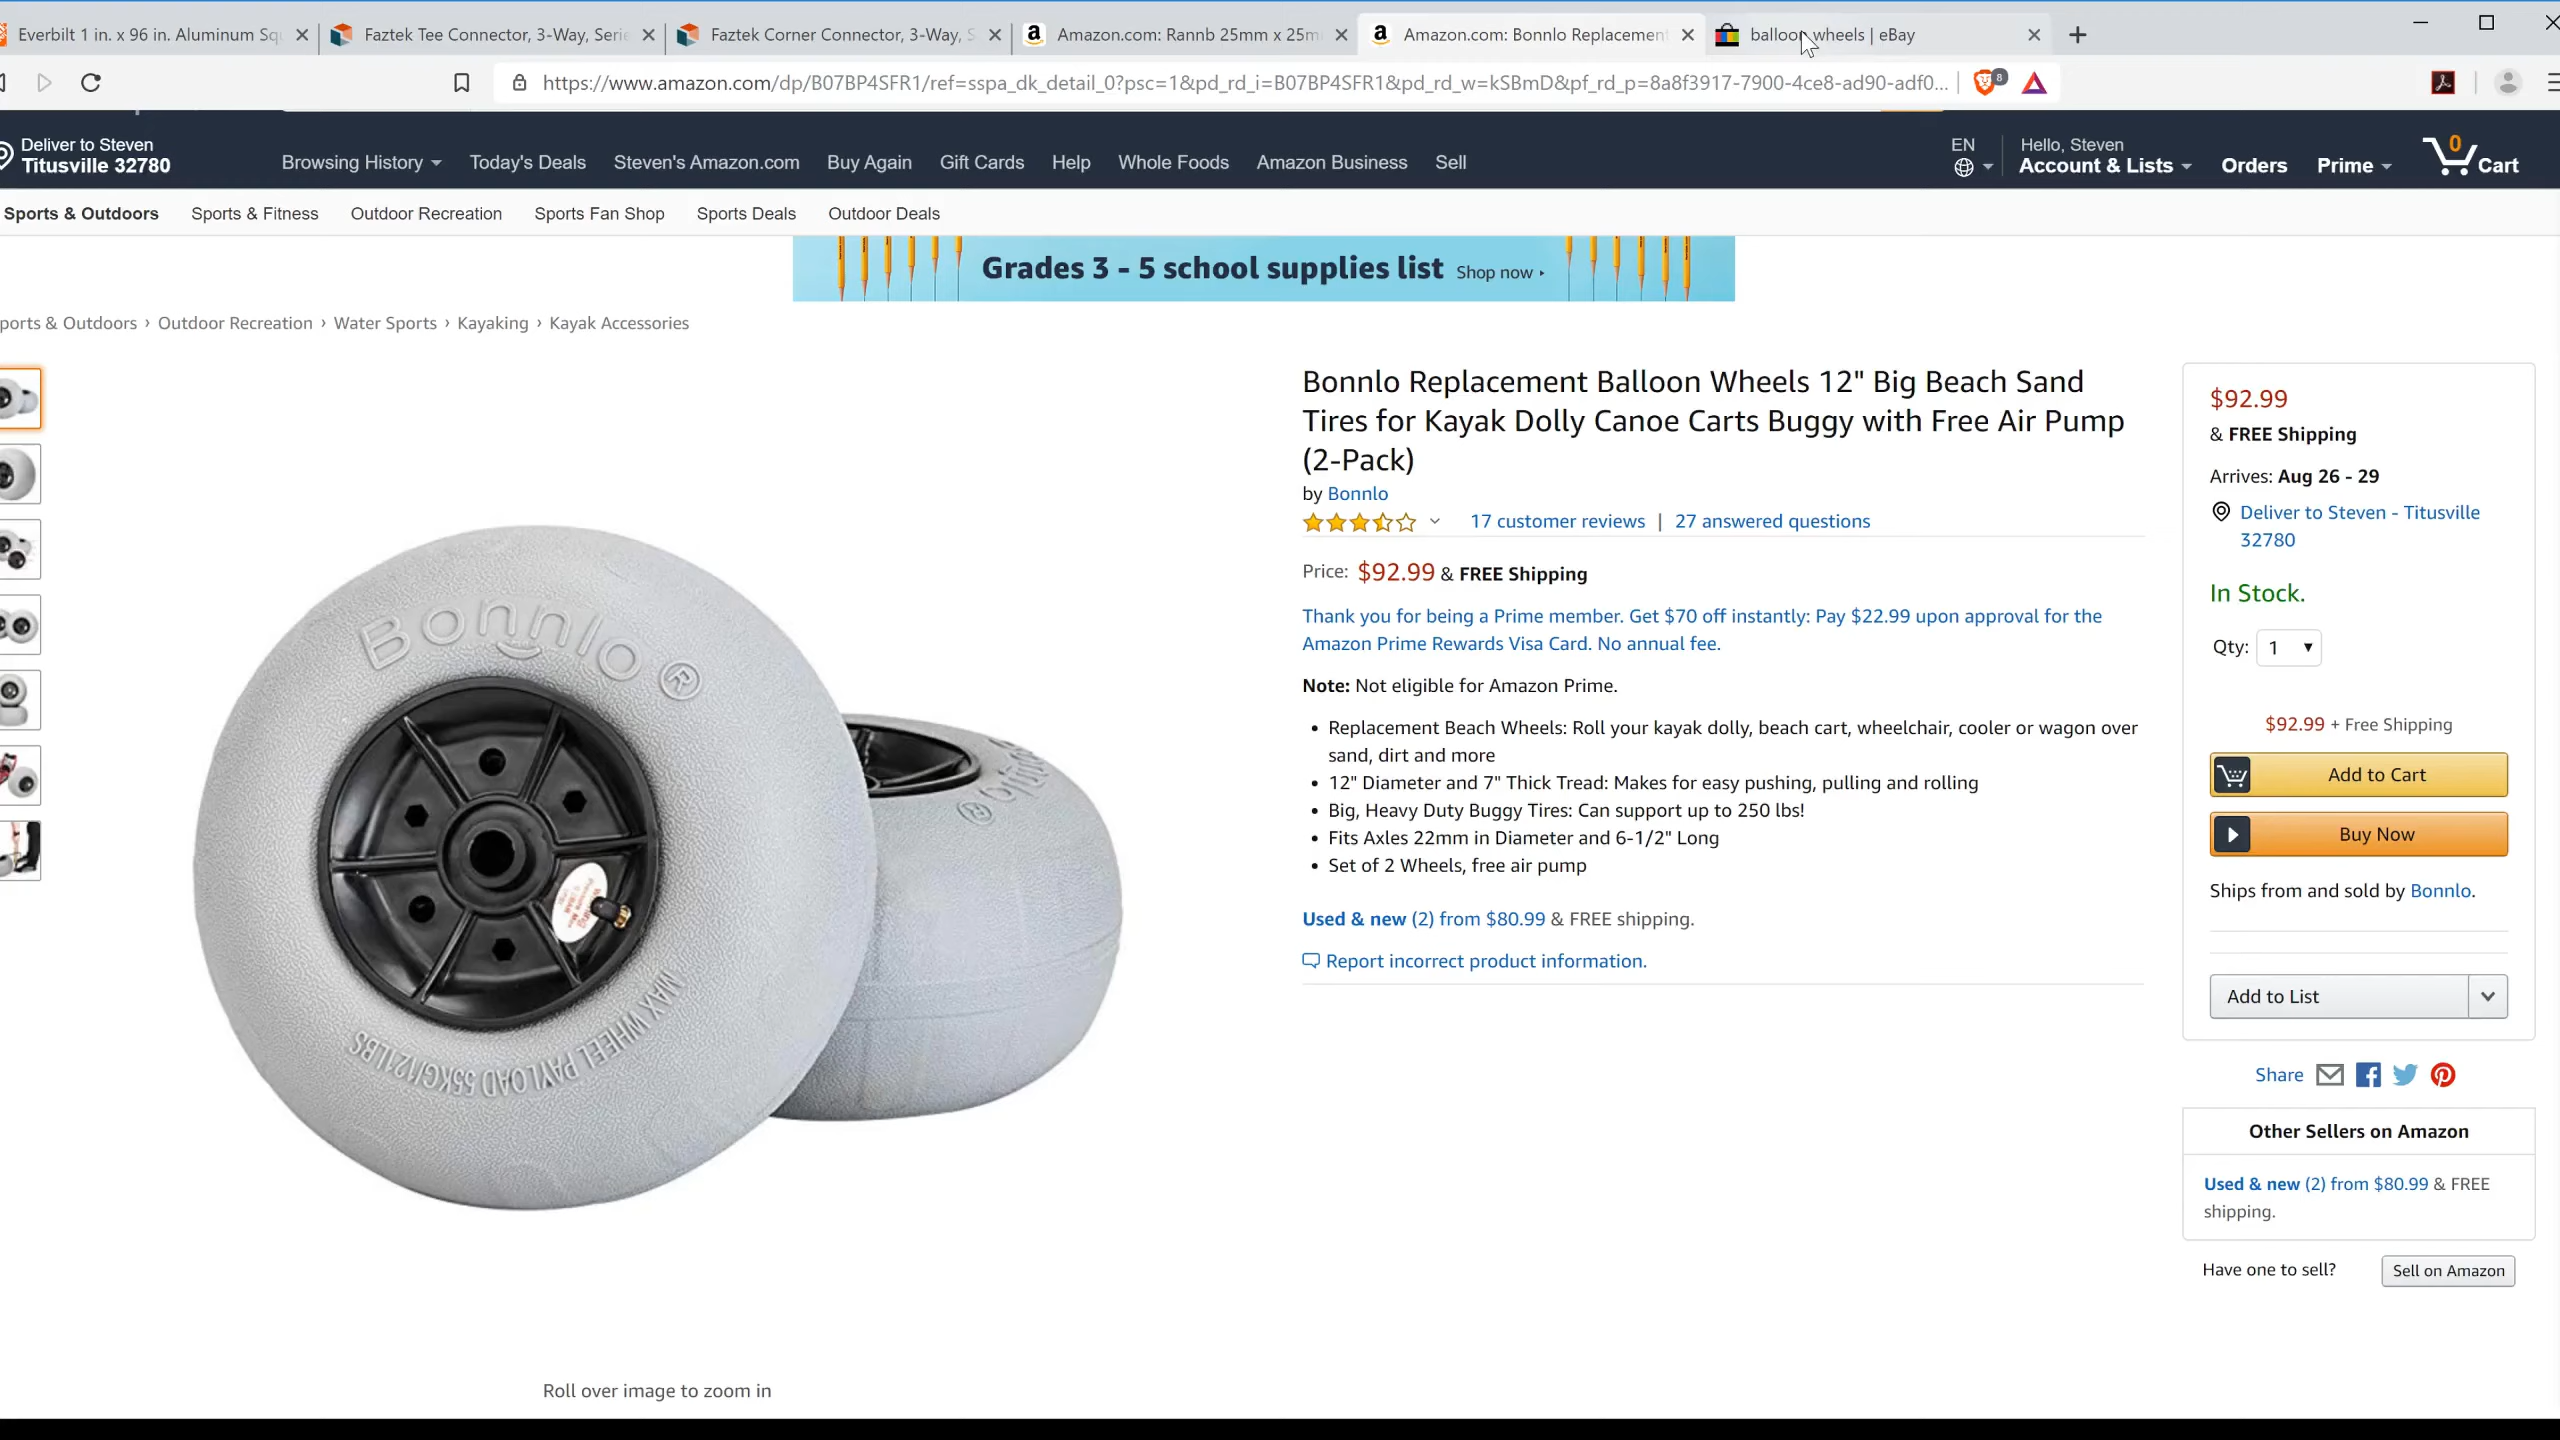 Everbilt 1 in. x 96 in. Aluminum Squ
Faztek Tee Connector, 3-Way, Serie
Faztek Corner Connector, 3-Way, S
Amazon.com: Rannb 25mm x 25m
Amazon.com: Bonnlo Replacement
balloon wheels | eBay
https://www.amazon.com/dp/B07BP4SFR1/ref=sspa_dk_detail_0?psc=1&pd_rd_i=B07BP4SFR1&pd_rd_w=kSBmD&pf_rd_p=8a8f3917-7900-4ce8-ad90-adf0...
8
Deliver to Steven
Titusville 32780
Browsing History
Today's Deals
Steven's Amazon.com
Buy Again
Gift Cards
Help
Whole Foods
Amazon Business
Sell
EN
Hello, Steven
Account & Lists
Orders
Prime
0
Cart
Sports & Outdoors
Sports & Fitness
Outdoor Recreation
Sports Fan Shop
Sports Deals
Outdoor Deals
Grades 3 - 5 school supplies list Shop now ▸
ports & Outdoors › Outdoor Recreation › Water Sports › Kayaking › Kayak Accessories
Bonnlo ®
MAX WHEEL PAYLOAD 55KG/121LBS
Roll over image to zoom in
Bonnlo Replacement Balloon Wheels 12" Big Beach Sand
Tires for Kayak Dolly Canoe Carts Buggy with Free Air Pump
(2-Pack)
by Bonnlo
17 customer reviews | 27 answered questions
Price: $92.99 & FREE Shipping
Thank you for being a Prime member. Get $70 off instantly: Pay $22.99 upon approval for the
Amazon Prime Rewards Visa Card. No annual fee.
Note: Not eligible for Amazon Prime.
• Replacement Beach Wheels: Roll your kayak dolly, beach cart, wheelchair, cooler or wagon over
sand, dirt and more
• 12" Diameter and 7" Thick Tread: Makes for easy pushing, pulling and rolling
• Big, Heavy Duty Buggy Tires: Can support up to 250 lbs!
• Fits Axles 22mm in Diameter and 6-1/2" Long
• Set of 2 Wheels, free air pump
Used & new (2) from $80.99 & FREE shipping.
Report incorrect product information.
$92.99
& FREE Shipping
Arrives: Aug 26 - 29
Deliver to Steven - Titusville
32780
In Stock.
Qty: 1
$92.99 + Free Shipping
Add to Cart
Buy Now
Ships from and sold by Bonnlo.
Add to List
Share
Other Sellers on Amazon
Used & new (2) from $80.99 & FREE
shipping.
Have one to sell?
Sell on Amazon